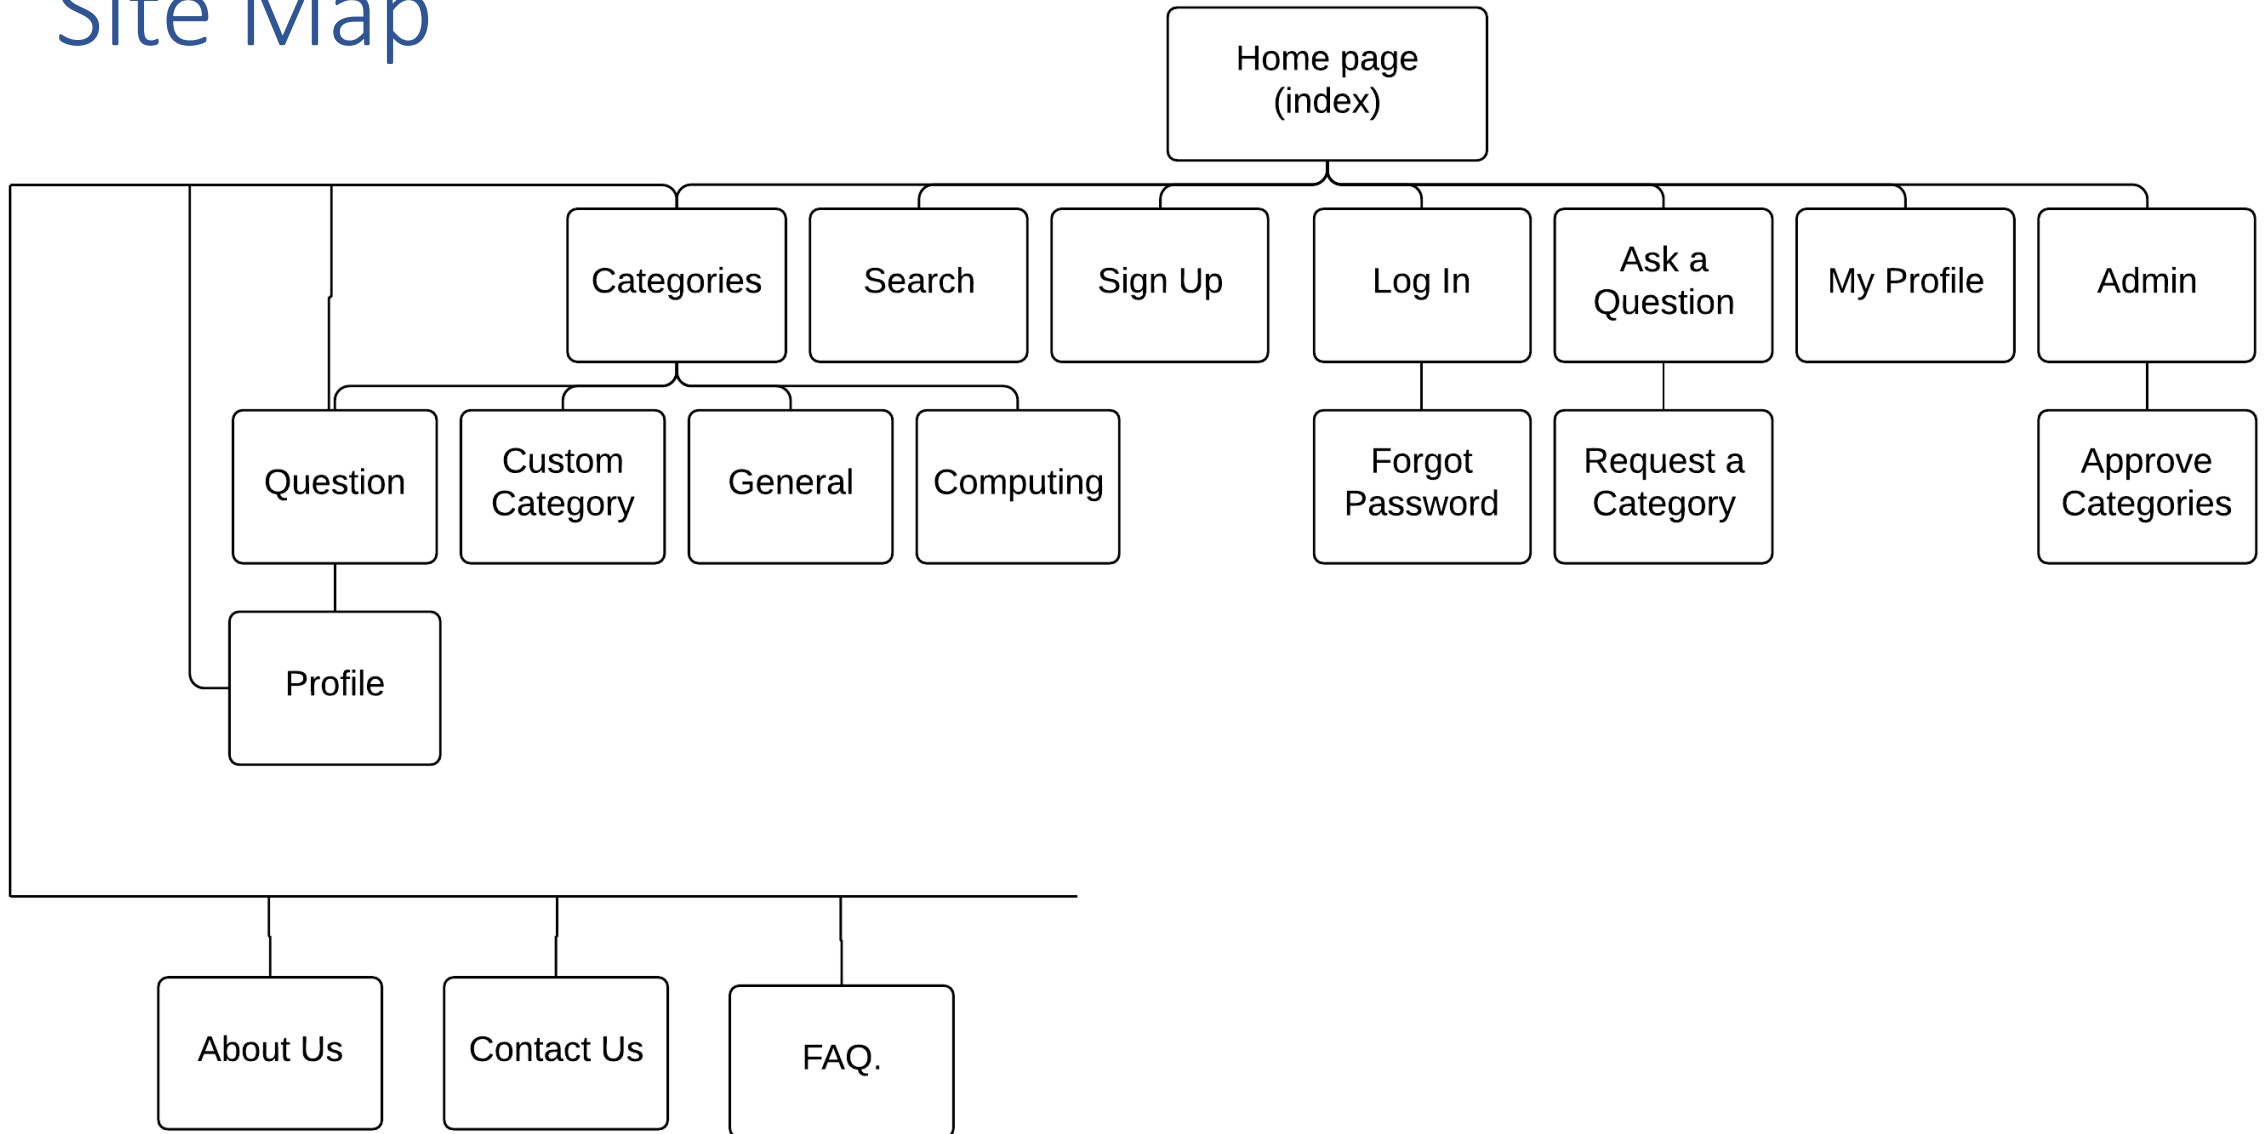 Site Map
Home page
(index)
Categories
Search
Sign Up
Log In
Ask a
Question
My Profile
Admin
Question
Custom
Category
General
Computing
Forgot
Password
Request a
Category
Approve
Categories
Profile
About Us
Contact Us
FAQ.